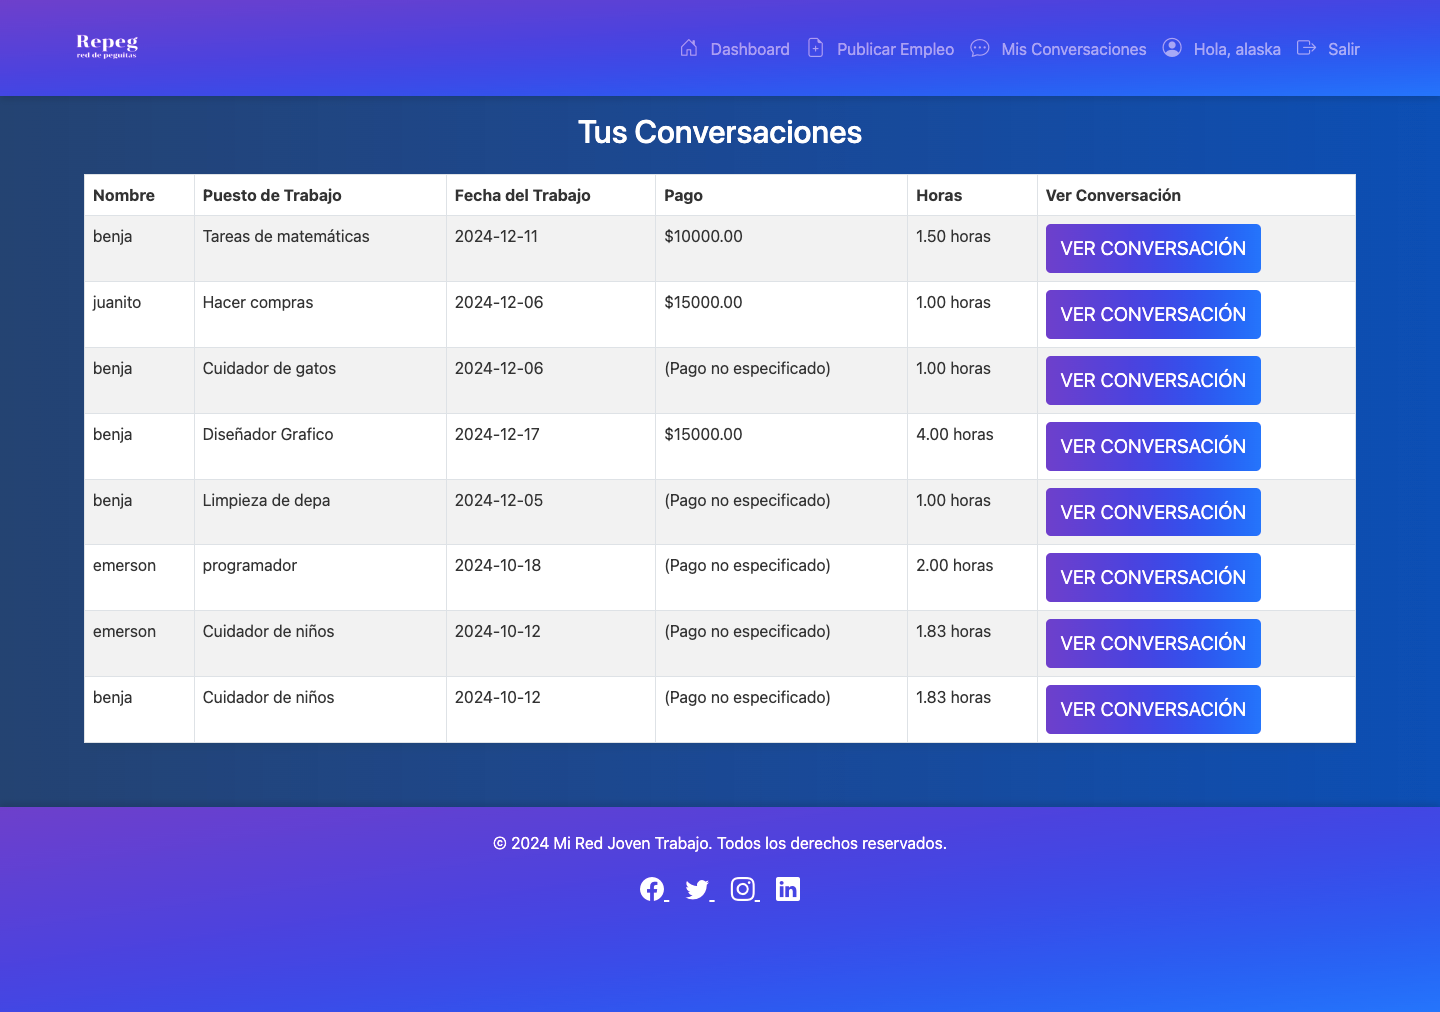 Repeg
red de peguitas
Dashboard Publicar Empleo Mis Conversaciones Hola, alaska Salir
Tus Conversaciones
Nombre Puesto de Trabajo Fecha del Trabajo Pago Horas Ver Conversación
benja Tareas de matemáticas 2024-12-11 $10000.00 1.50 horas VER CONVERSACIÓN
juanito Hacer compras 2024-12-06 $15000.00 1.00 horas VER CONVERSACIÓN
benja Cuidador de gatos 2024-12-06 (Pago no especificado) 1.00 horas VER CONVERSACIÓN
benja Diseñador Grafico 2024-12-17 $15000.00 4.00 horas VER CONVERSACIÓN
benja Limpieza de depa 2024-12-05 (Pago no especificado) 1.00 horas VER CONVERSACIÓN
emerson programador 2024-10-18 (Pago no especificado) 2.00 horas VER CONVERSACIÓN
emerson Cuidador de niños 2024-10-12 (Pago no especificado) 1.83 horas VER CONVERSACIÓN
benja Cuidador de niños 2024-10-12 (Pago no especificado) 1.83 horas VER CONVERSACIÓN
© 2024 Mi Red Joven Trabajo. Todos los derechos reservados.